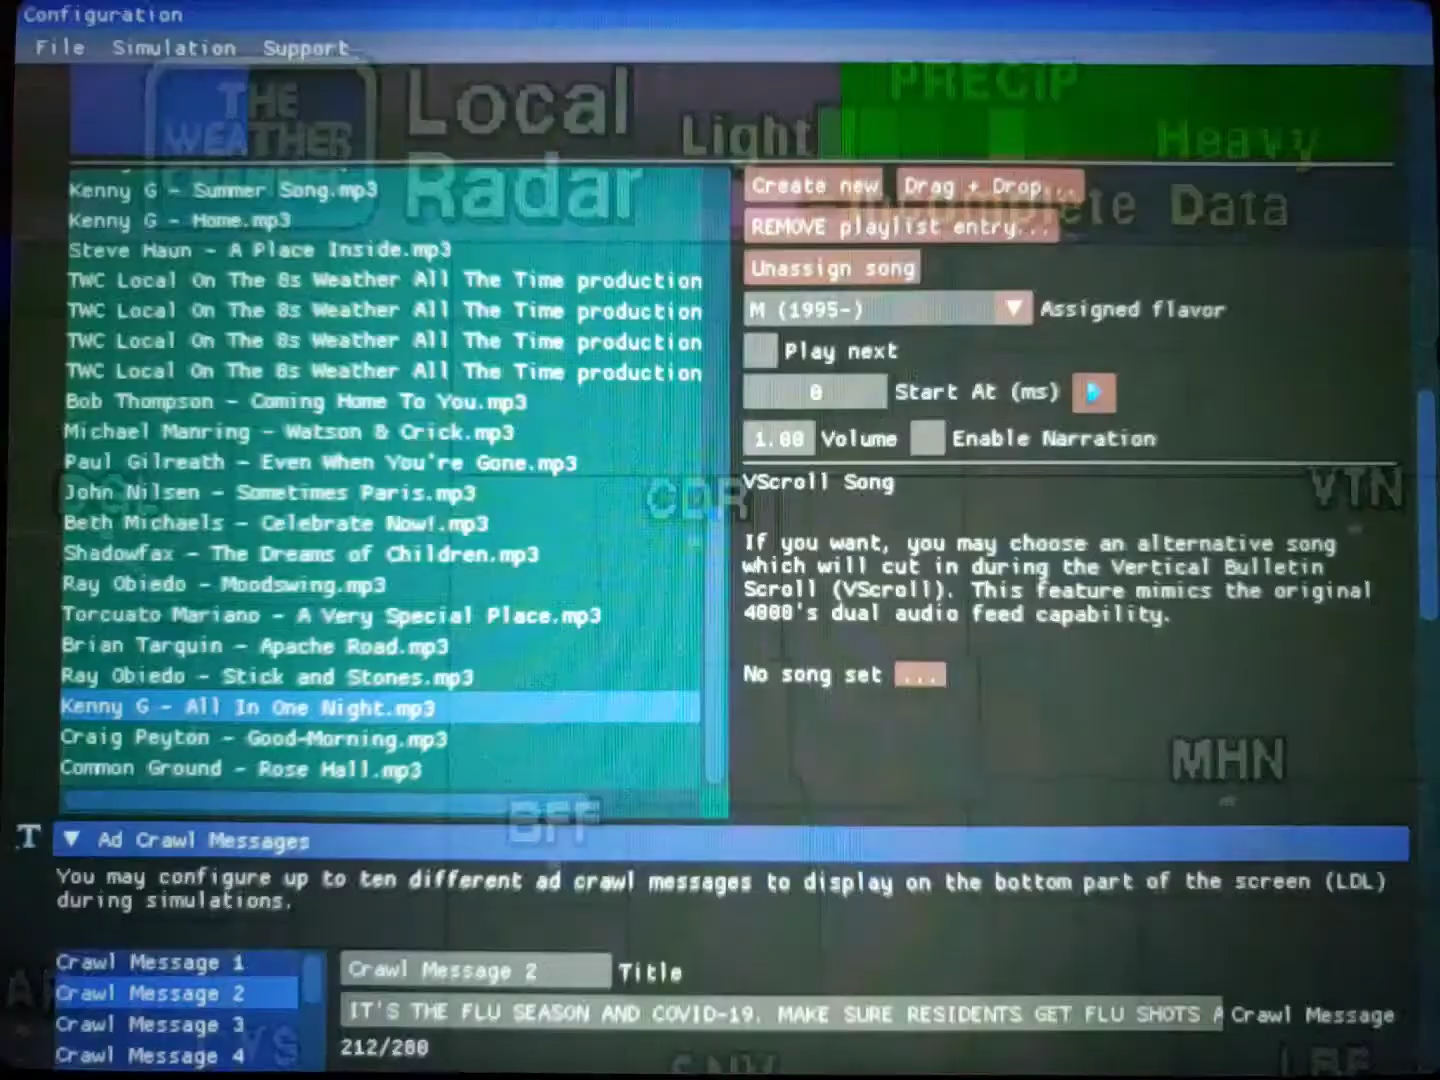 Configuration
File Simulation Support
THE WEATHER
Local Radar
PRECIP
Light Heavy
Incomplete Data
Kenny G - Summer Song.mp3
Kenny G - Home.mp3
Steve Haun - A Place Inside.mp3
TWC Local On The 8s Weather All The Time production
TWC Local On The 8s Weather All The Time production
TWC Local On The 8s Weather All The Time production
TWC Local On The 8s Weather All The Time production
Bob Thompson - Coming Home To You.mp3
Michael Manring - Watson & Crick.mp3
Paul Gilreath - Even When You're Gone.mp3
John Nilsen - Sometimes Paris.mp3
Beth Michaels - Celebrate Now!.mp3
Shadowfax - The Dreams of Children.mp3
Ray Obiedo - Moodswing.mp3
Torcuato Mariano - A Very Special Place.mp3
Brian Tarquin - Apache Road.mp3
Ray Obiedo - Stick and Stones.mp3
Kenny G - All In One Night.mp3
Craig Peyton - Good-Morning.mp3
Common Ground - Rose Hall.mp3
Create new Drag + Drop...
REMOVE playlist entry...
Unassign song
M (1995-) Assigned flavor
Play next
0 Start At (ms)
1.00 Volume Enable Narration
VScroll Song
If you want, you may choose an alternative song
which will cut in during the Vertical Bulletin
Scroll (VScroll). This feature mimics the original
4000's dual audio feed capability.
No song set ...
CDR
VTN
MHN
BFF
.T
Ad Crawl Messages
You may configure up to ten different ad crawl messages to display on the bottom part of the screen (LDL)
during simulations.
Crawl Message 1
Crawl Message 2
Crawl Message 3
Crawl Message 4
Crawl Message 2 Title
IT'S THE FLU SEASON AND COVID-19. MAKE SURE RESIDENTS GET FLU SHOTS A Crawl Message
212/280